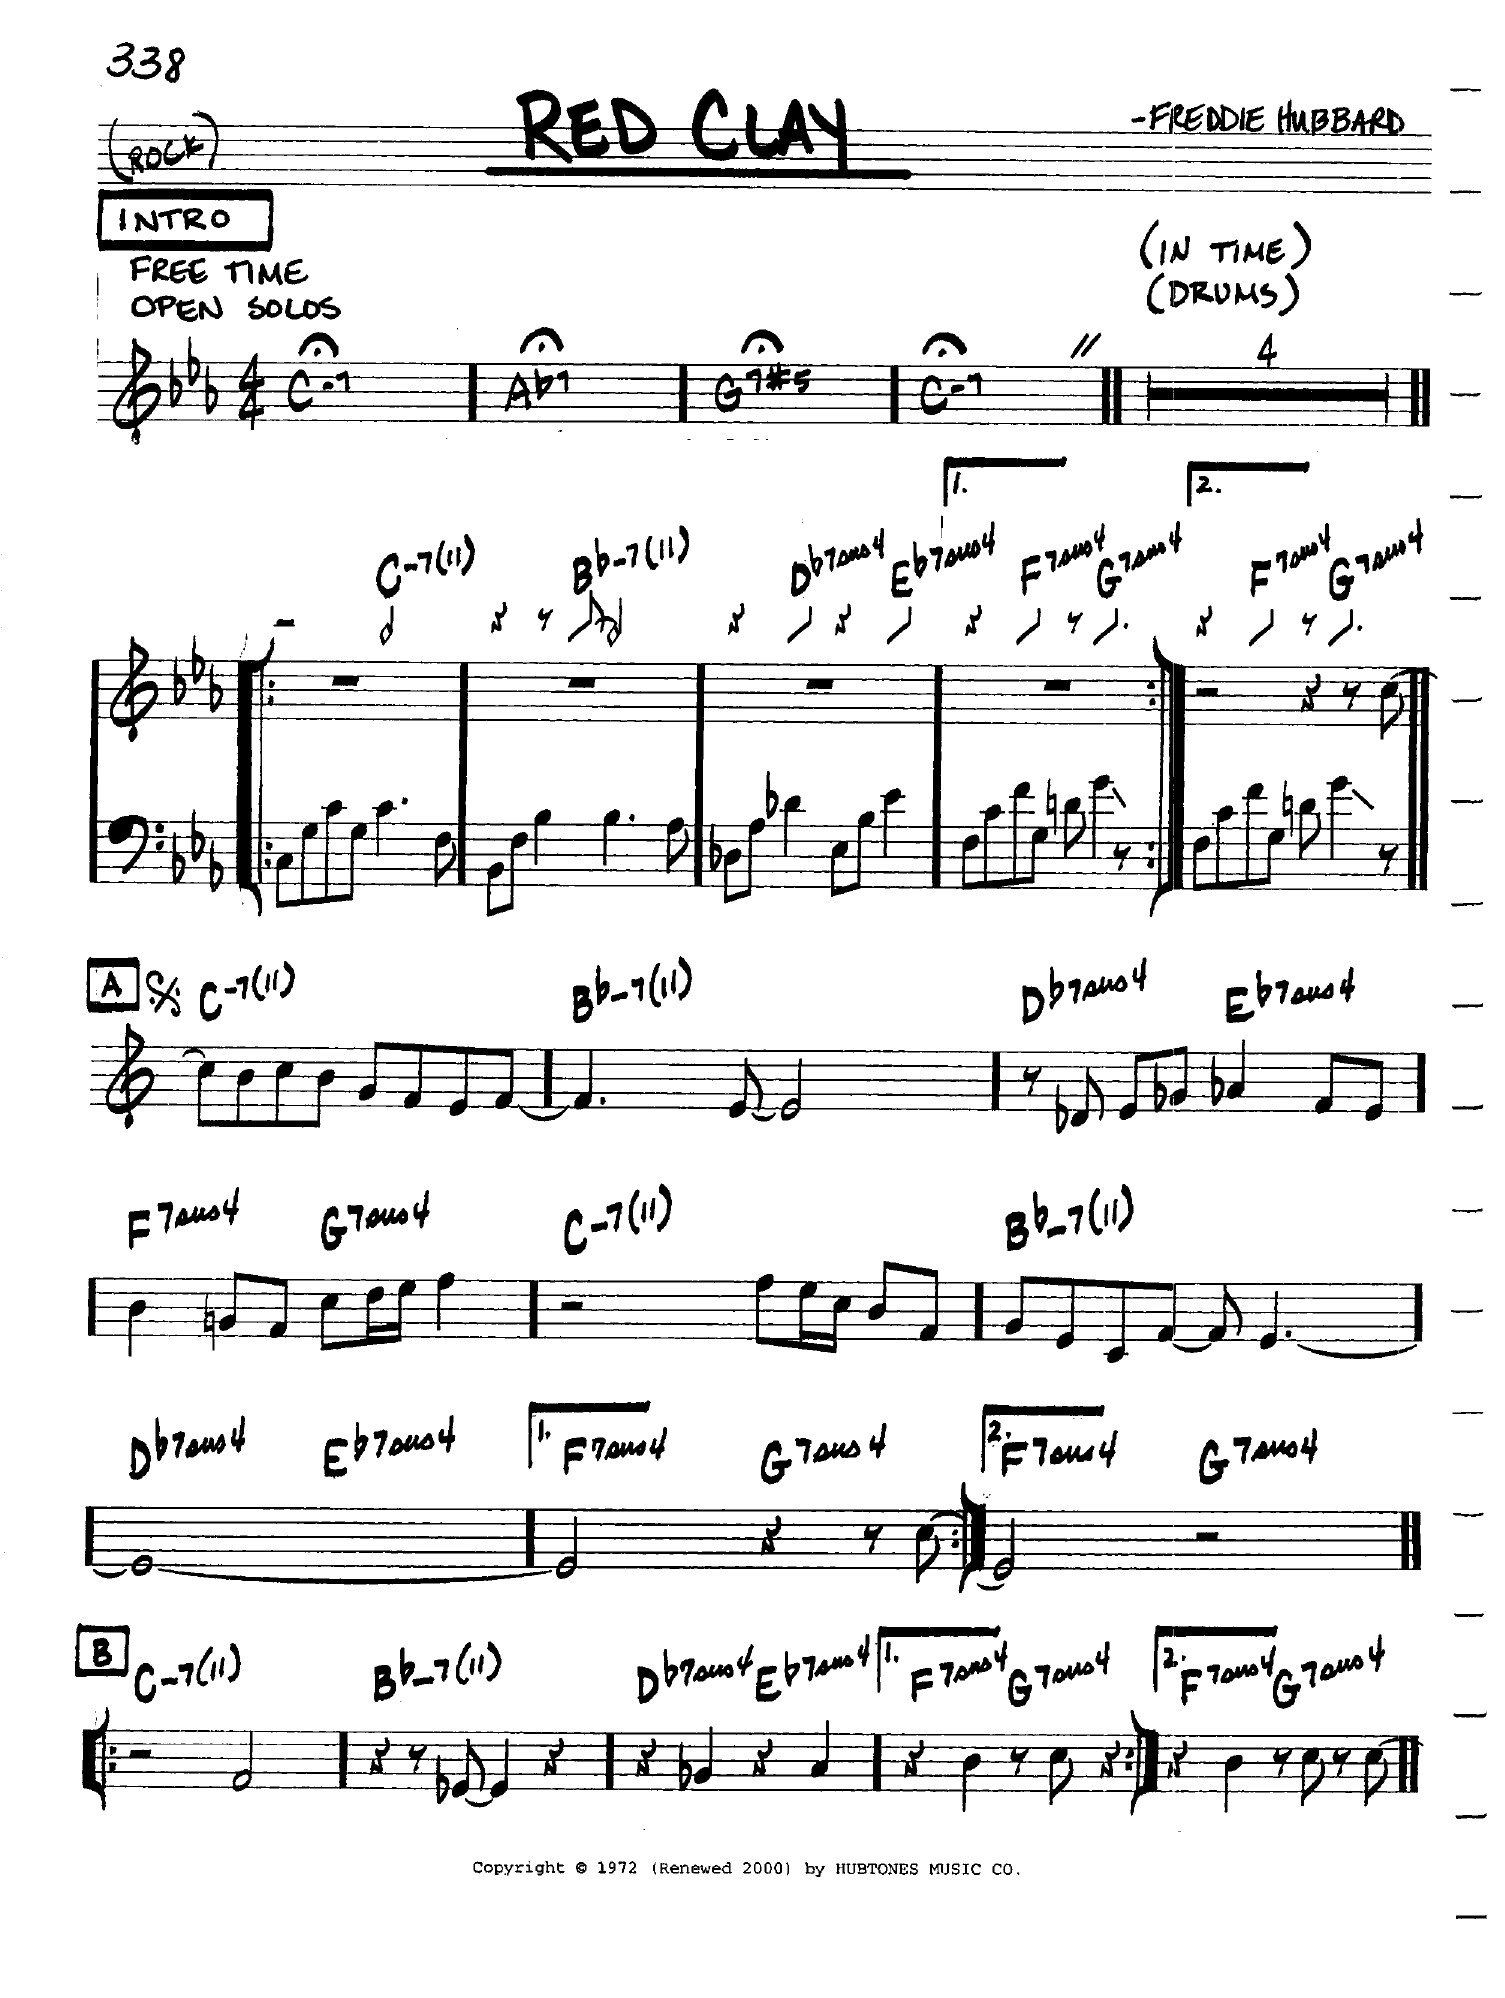 338
RED CLAY
-FREDDIE HUBBARD
(ROCK)
INTRO
FREE TIME
OPEN SOLOS
(IN TIME)
(DRUMS)
4
4
4
C-7 Ab7 G7#5 C-7
1. 2.
C-7(11) Bb-7(11) Db7sus4 Eb7sus4 F7sus4 G7sus4 F7sus4 G7sus4
A C-7(11) Bb-7(11) Db7sus4 Eb7sus4
F7sus4 G7sus4 C-7(11) Bb-7(11)
Db7sus4 Eb7sus4 1. F7sus4 G7sus4 2. F7sus4 G7sus4
B C-7(11) Bb-7(11) Db7sus4 Eb7sus4 1. F7sus4 G7sus4 2. F7sus4 G7sus4
Copyright © 1972 (Renewed 2000) by HUBTONES MUSIC CO.